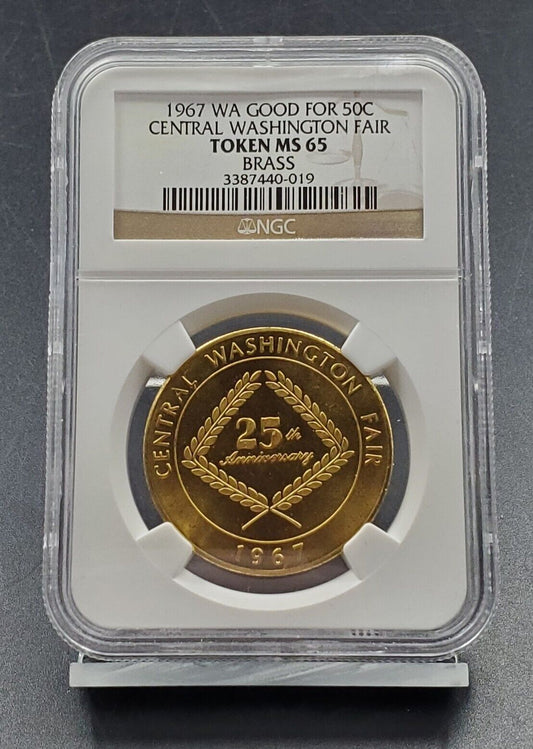 1967 WA GOOD FOR 50C
CENTRAL WASHINGTON FAIR
TOKEN MS 65
BRASS
3387440-019
NGC
CENTRAL WASHINGTON FAIR
25th
Anniversary
1967